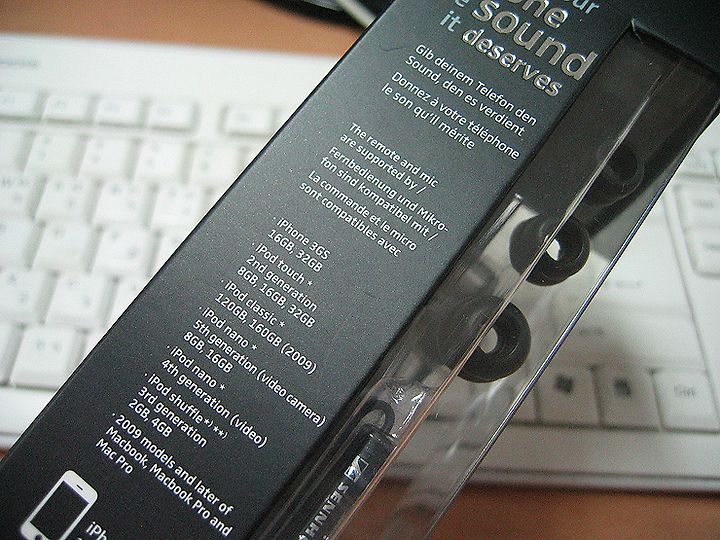 one
sound
it deserves
Gib deinem Telefon den
Sound, den es verdient
Donnez à votre téléphone
le son qu'il mérite
The remote and mic
are supported by /
Fernbedienung und Mikro-
fon sind kompatibel mit /
La commande et le micro
sont compatibles avec
· iPhone 3GS
16GB, 32GB
· iPod touch *
2nd generation
8GB, 16GB, 32GB
· iPod classic *
120GB, 160GB (2009)
· iPod nano *
5th generation (video camera)
8GB, 16GB
· iPod nano *
4th generation (video)
· iPod shuffle*) **)
3rd generation
2GB, 4GB
· 2009 models and later of
Macbook, Macbook Pro and
Mac Pro
SENNH
Ctrl